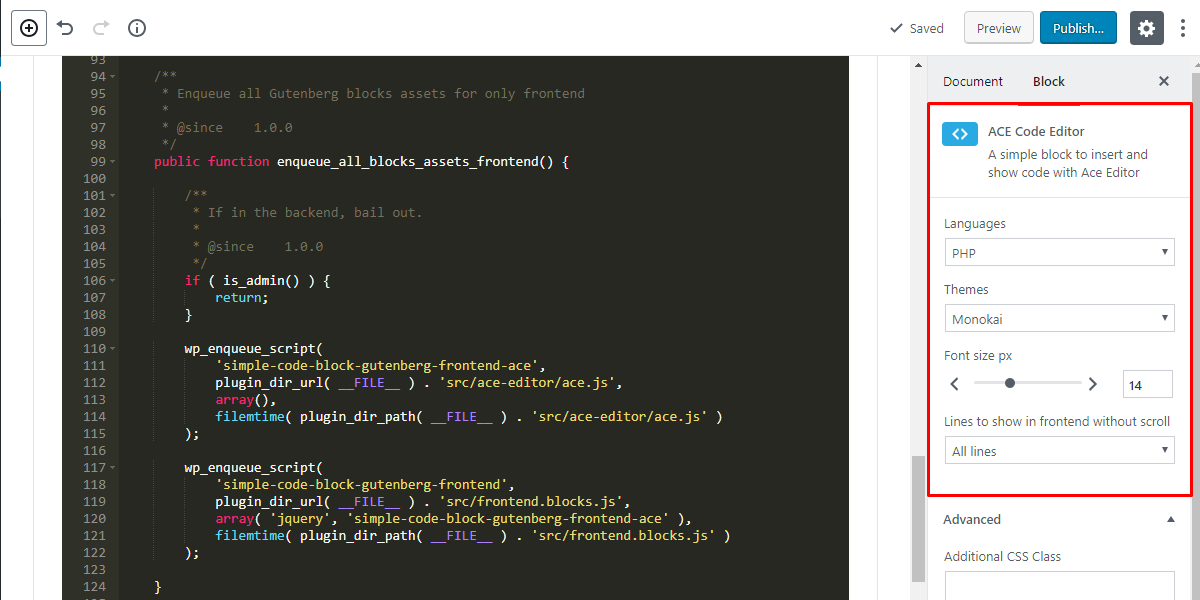 Saved
Preview
Publish...
93
94 /**
95 * Enqueue all Gutenberg blocks assets for only frontend
96 *
97 * @since 1.0.0
98 */
99 public function enqueue_all_blocks_assets_frontend() {
100
101 /**
102 * If in the backend, bail out.
103 *
104 * @since 1.0.0
105 */
106 if ( is_admin() ) {
107 return;
108 }
109
110 wp_enqueue_script(
111 'simple-code-block-gutenberg-frontend-ace',
112 plugin_dir_url( __FILE__ ) . 'src/ace-editor/ace.js',
113 array(),
114 filemtime( plugin_dir_path( __FILE__ ) . 'src/ace-editor/ace.js' )
115 );
116
117 wp_enqueue_script(
118 'simple-code-block-gutenberg-frontend',
119 plugin_dir_url( __FILE__ ) . 'src/frontend.blocks.js',
120 array( 'jquery', 'simple-code-block-gutenberg-frontend-ace' ),
121 filemtime( plugin_dir_path( __FILE__ ) . 'src/frontend.blocks.js' )
122 );
123
124 }
Document
Block
ACE Code Editor
A simple block to insert and
show code with Ace Editor
Languages
PHP
Themes
Monokai
Font size px
14
Lines to show in frontend without scroll
All lines
Advanced
Additional CSS Class